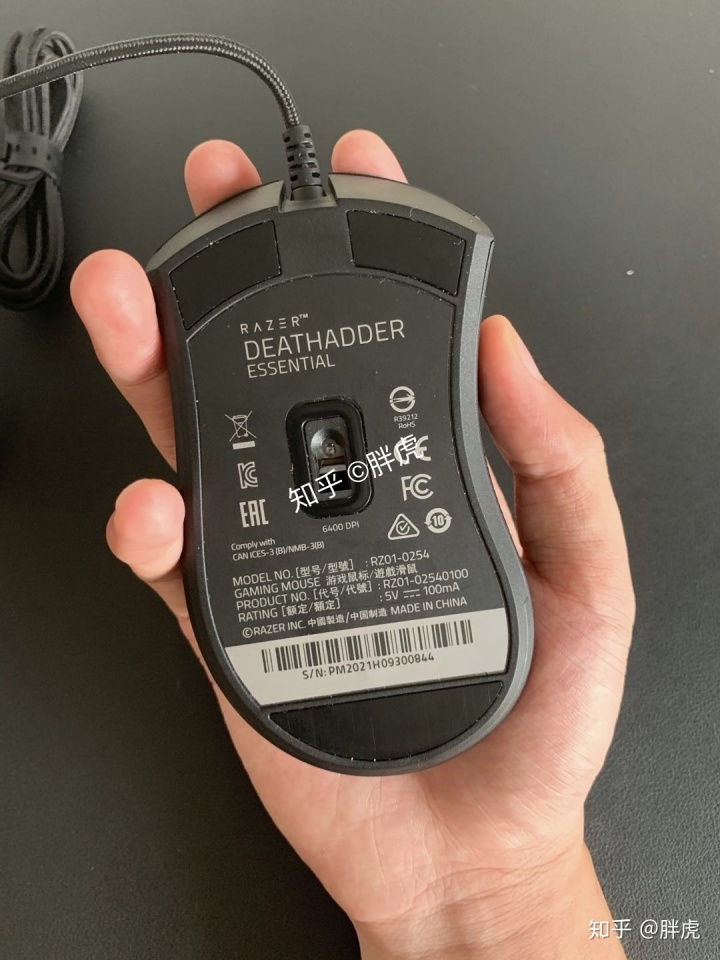 RAZER™
DEATHADDER
ESSENTIAL
R39212
RoHS
CE
知乎 @胖虎
FC
EAC
10
6400 DPI
Comply with
CAN ICES-3 (B)/NMB-3(B)
MODEL NO. [型号/型號] : RZ01-0254
GAMING MOUSE 游戏鼠标/遊戲滑鼠
PRODUCT NO. [代号/代號] : RZ01-02540100
RATING [额定/額定] : 5V ⎓ 100mA
©RAZER INC. 中國製造/中国制造 MADE IN CHINA
S/N: PM2021H09300844
知乎 @胖虎